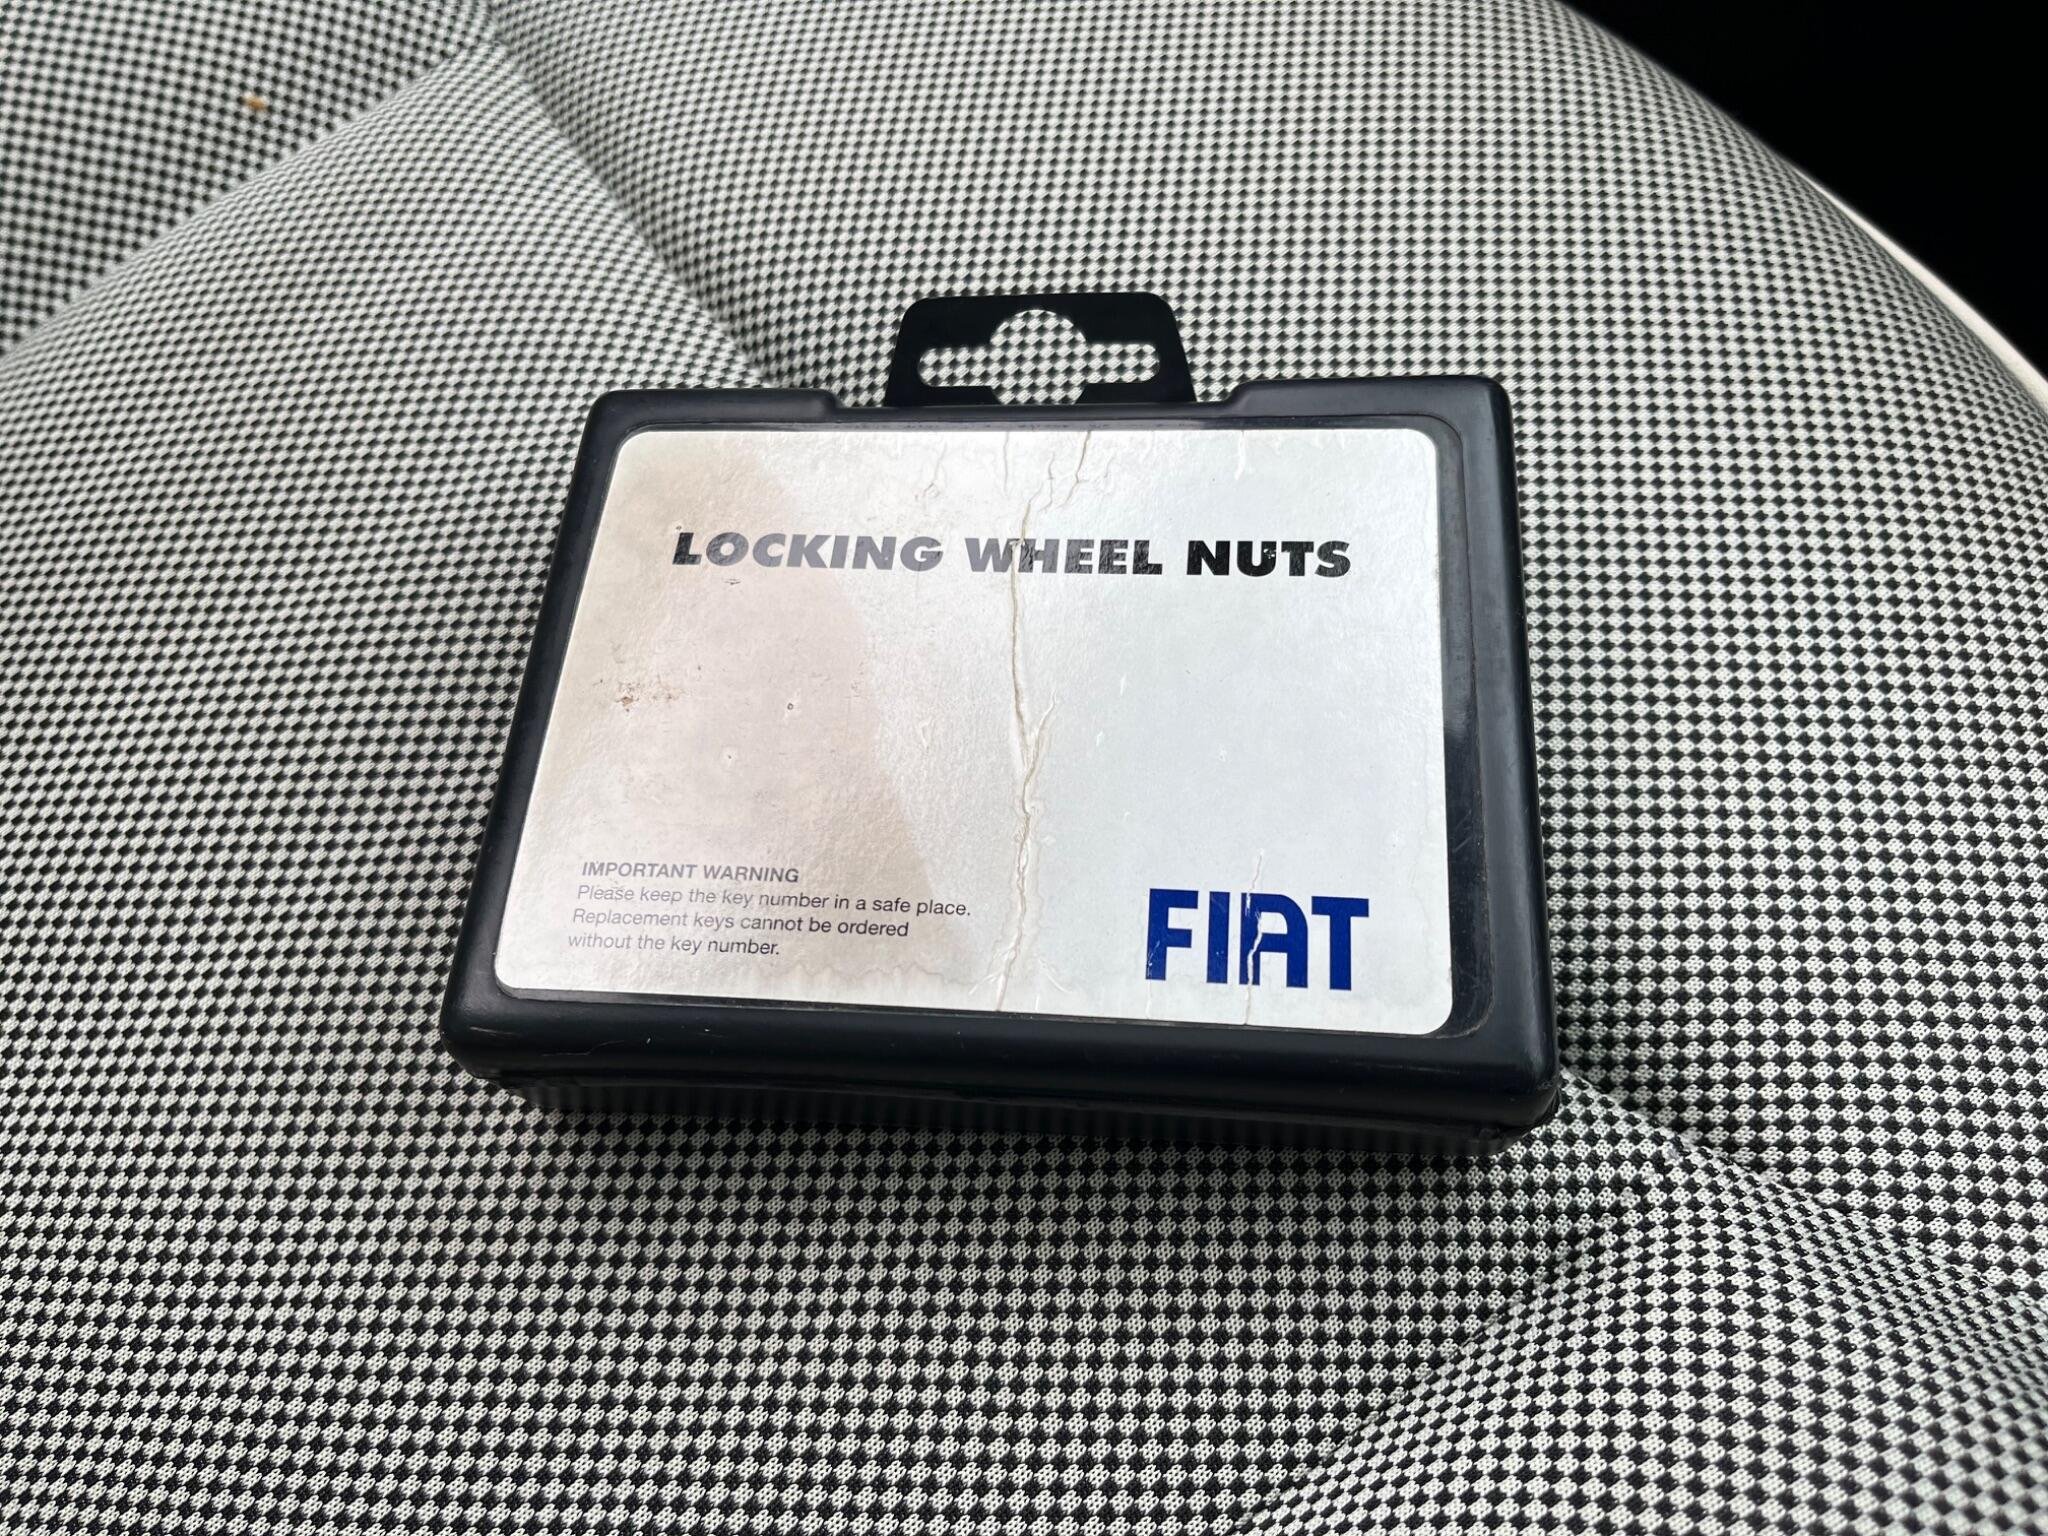 LOCKING WHEEL NUTS
IMPORTANT WARNING
Please keep the key number in a safe place.
Replacement keys cannot be ordered
without the key number.
FIAT